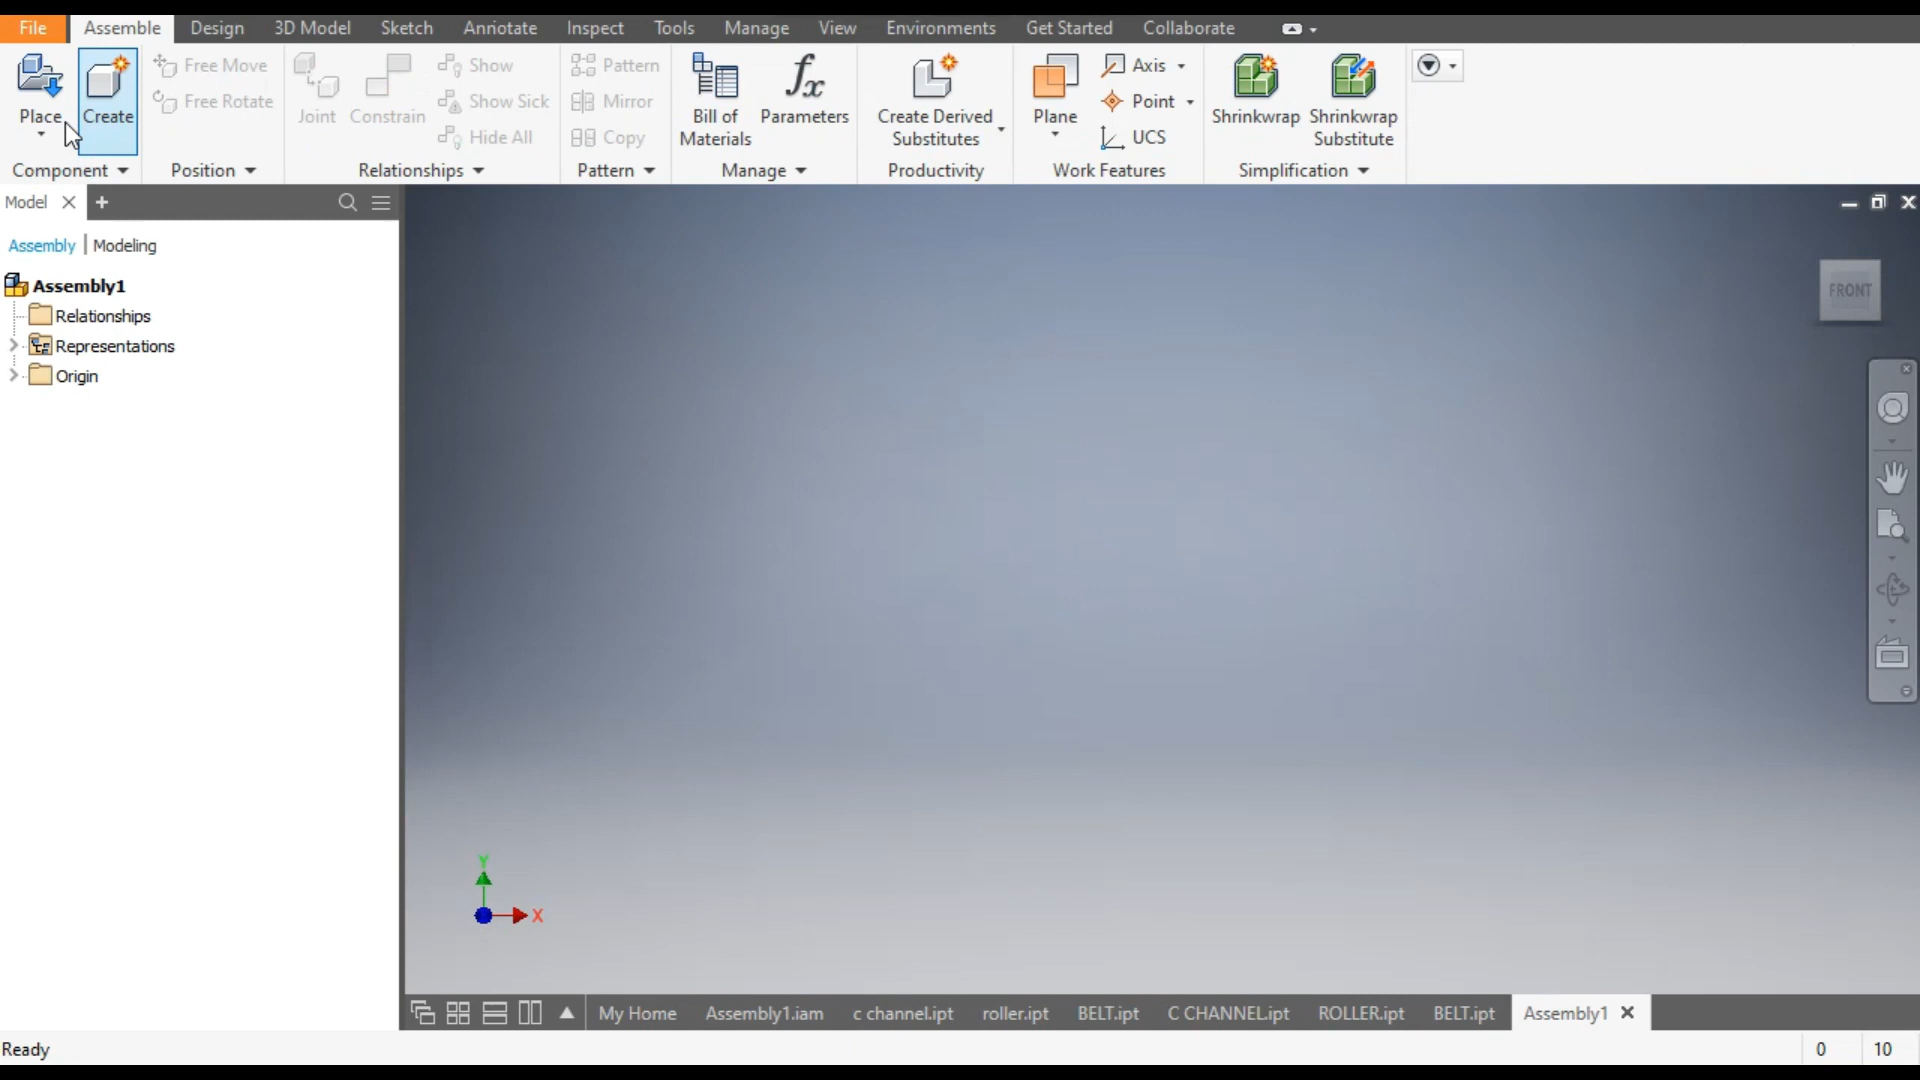 File Assemble Design 3D Model Sketch Annotate Inspect Tools Manage View Environments Get Started Collaborate
Place Create Free Move Free Rotate Joint Constrain Show Show Sick Hide All Pattern Mirror Copy Bill of Materials Parameters Create Derived Substitutes Plane Axis Point UCS Shrinkwrap Shrinkwrap Substitute
Component Position Relationships Pattern Manage Productivity Work Features Simplification
Model
Assembly | Modeling
Assembly1
Relationships
Representations
Origin
FRONT
Y
X
My Home Assembly1.iam c channel.ipt roller.ipt BELT.ipt C CHANNEL.ipt ROLLER.ipt BELT.ipt Assembly1
Ready 0 10